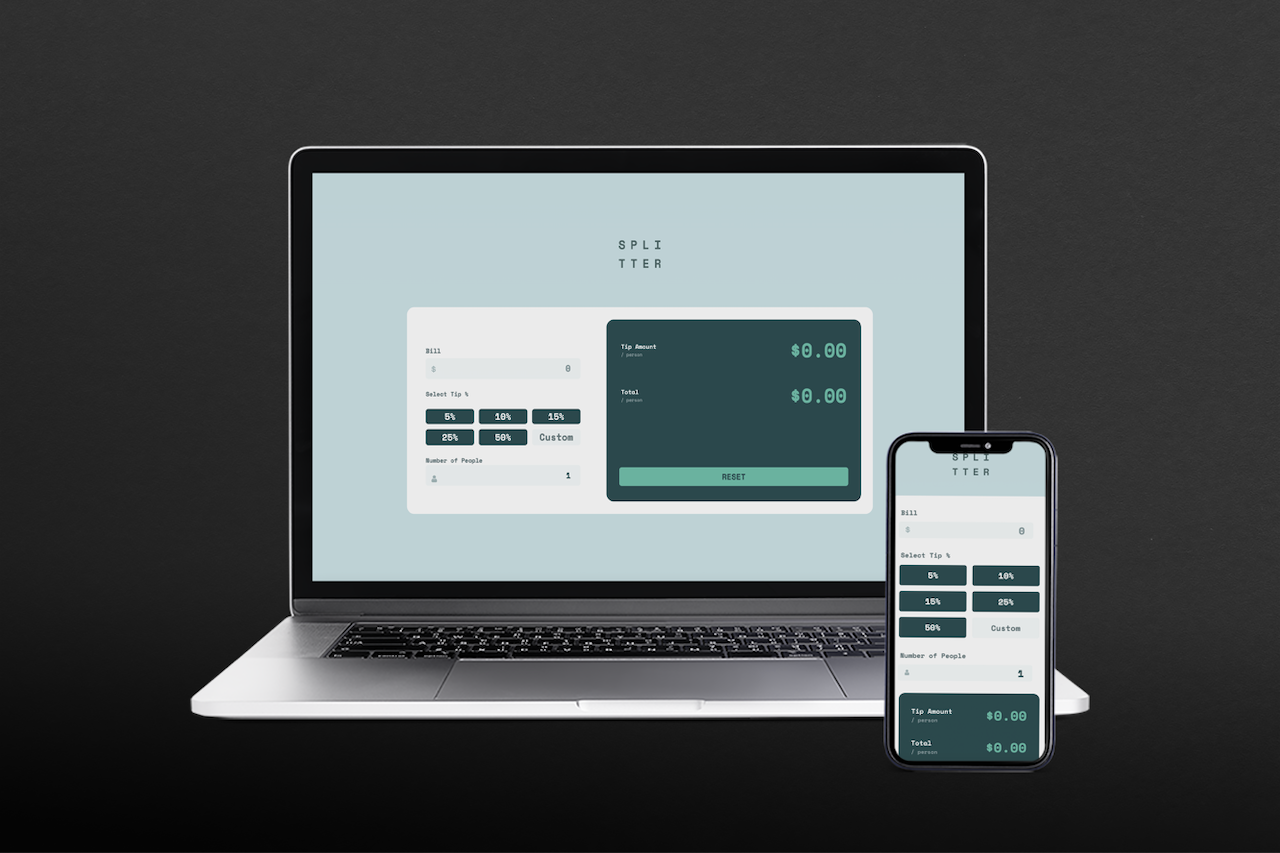 SPLI
TTER
Bill
$ 0
Select Tip %
5% 10% 15%
25% 50% Custom
Number of People
1
Tip Amount $0.00
/ person
Total $0.00
/ person
RESET
SPLI
TTER
Bill
$ 0
Select Tip %
5% 10%
15% 25%
50% Custom
Number of People
1
Tip Amount $0.00
/ person
Total $0.00
/ person